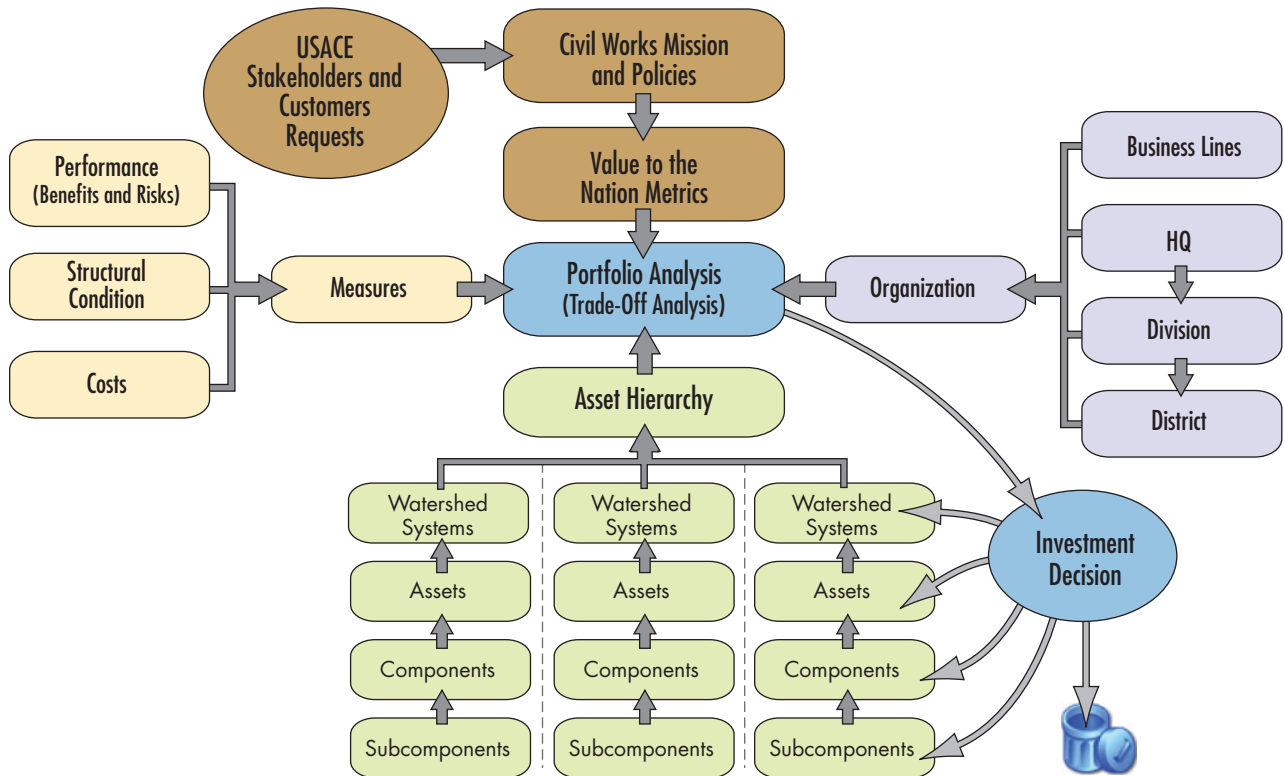 USACE
Stakeholders and
Customers
Requests
Civil Works Mission
and Policies
Value to the
Nation Metrics
Performance
(Benefits and Risks)
Structural
Condition
Costs
Measures
Portfolio Analysis
(Trade-Off Analysis)
Organization
Business Lines
HQ
Division
District
Asset Hierarchy
Watershed
Systems
Assets
Components
Subcomponents
Watershed
Systems
Assets
Components
Subcomponents
Watershed
Systems
Assets
Components
Subcomponents
Investment
Decision